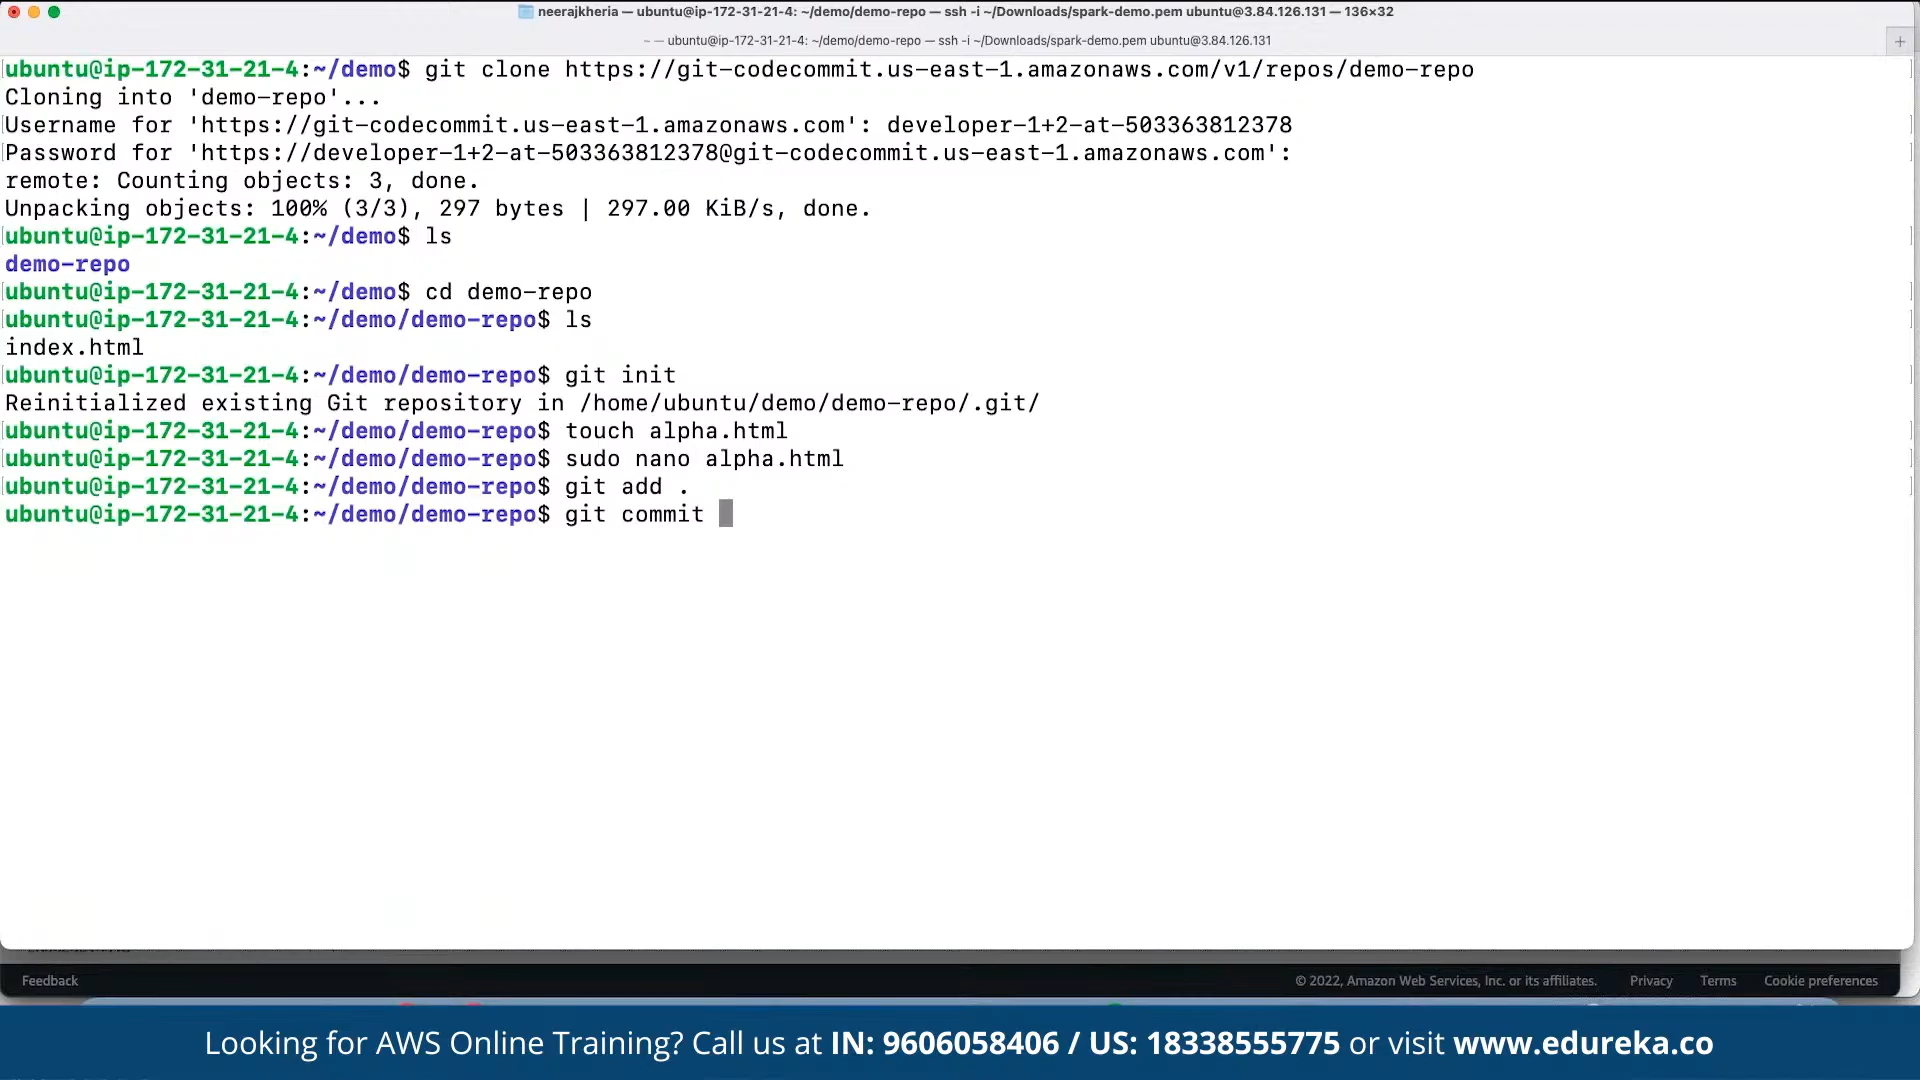 neerajkheria — ubuntu@ip-172-31-21-4: ~/demo/demo-repo — ssh -i ~/Downloads/spark-demo.pem ubuntu@3.84.126.131 — 136×32
~ — ubuntu@ip-172-31-21-4: ~/demo/demo-repo — ssh -i ~/Downloads/spark-demo.pem ubuntu@3.84.126.131
ubuntu@ip-172-31-21-4:~/demo$ git clone https://git-codecommit.us-east-1.amazonaws.com/v1/repos/demo-repo
Cloning into 'demo-repo'...
Username for 'https://git-codecommit.us-east-1.amazonaws.com': developer-1+2-at-503363812378
Password for 'https://developer-1+2-at-503363812378@git-codecommit.us-east-1.amazonaws.com':
remote: Counting objects: 3, done.
Unpacking objects: 100% (3/3), 297 bytes | 297.00 KiB/s, done.
ubuntu@ip-172-31-21-4:~/demo$ ls
demo-repo
ubuntu@ip-172-31-21-4:~/demo$ cd demo-repo
ubuntu@ip-172-31-21-4:~/demo/demo-repo$ ls
index.html
ubuntu@ip-172-31-21-4:~/demo/demo-repo$ git init
Reinitialized existing Git repository in /home/ubuntu/demo/demo-repo/.git/
ubuntu@ip-172-31-21-4:~/demo/demo-repo$ touch alpha.html
ubuntu@ip-172-31-21-4:~/demo/demo-repo$ sudo nano alpha.html
ubuntu@ip-172-31-21-4:~/demo/demo-repo$ git add .
ubuntu@ip-172-31-21-4:~/demo/demo-repo$ git commit
Feedback © 2022, Amazon Web Services, Inc. or its affiliates. Privacy Terms Cookie preferences
Looking for AWS Online Training? Call us at IN: 9606058406 / US: 18338555775 or visit www.edureka.co